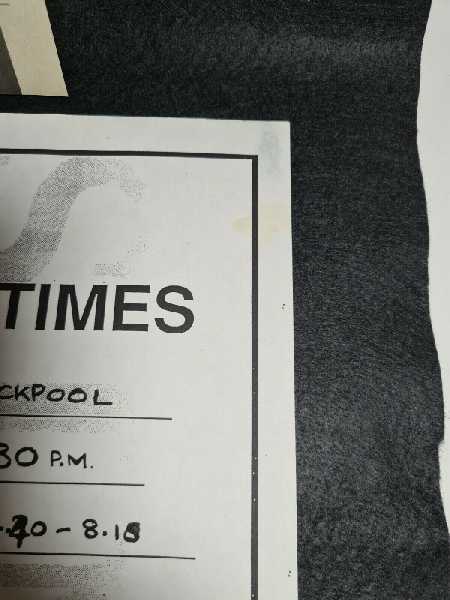 TIMES
CKPOOL
30 P.M.
8.15